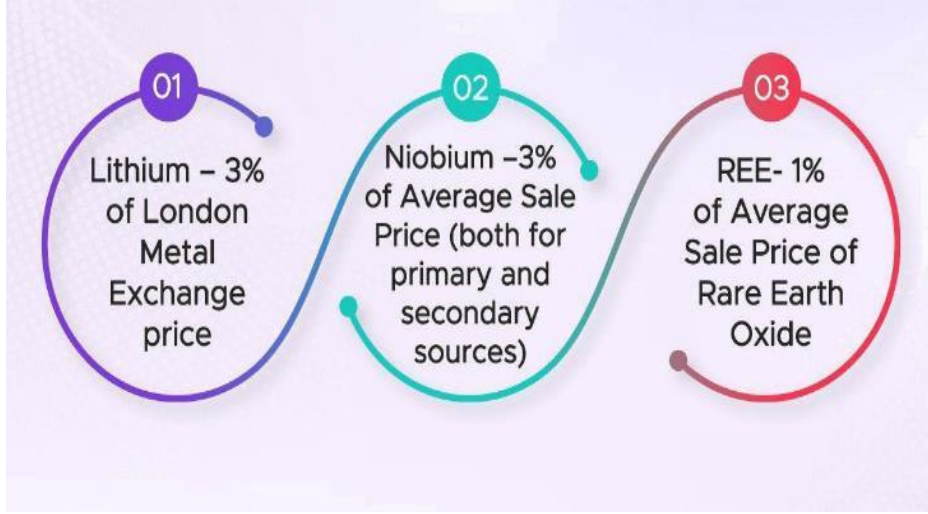 01
Lithium – 3%
of London
Metal
Exchange
price
02
Niobium –3%
of Average Sale
Price (both for
primary and
secondary
sources)
03
REE- 1%
of Average
Sale Price of
Rare Earth
Oxide